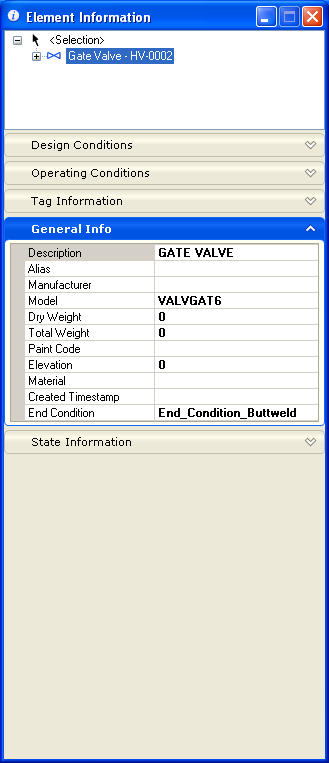 Element Information
<Selection>
Gate Valve - HV-0002
Design Conditions
Operating Conditions
Tag Information
General Info
Description GATE VALVE
Alias
Manufacturer
Model VALVGAT6
Dry Weight 0
Total Weight 0
Paint Code
Elevation 0
Material
Created Timestamp
End Condition End_Condition_Buttweld
State Information